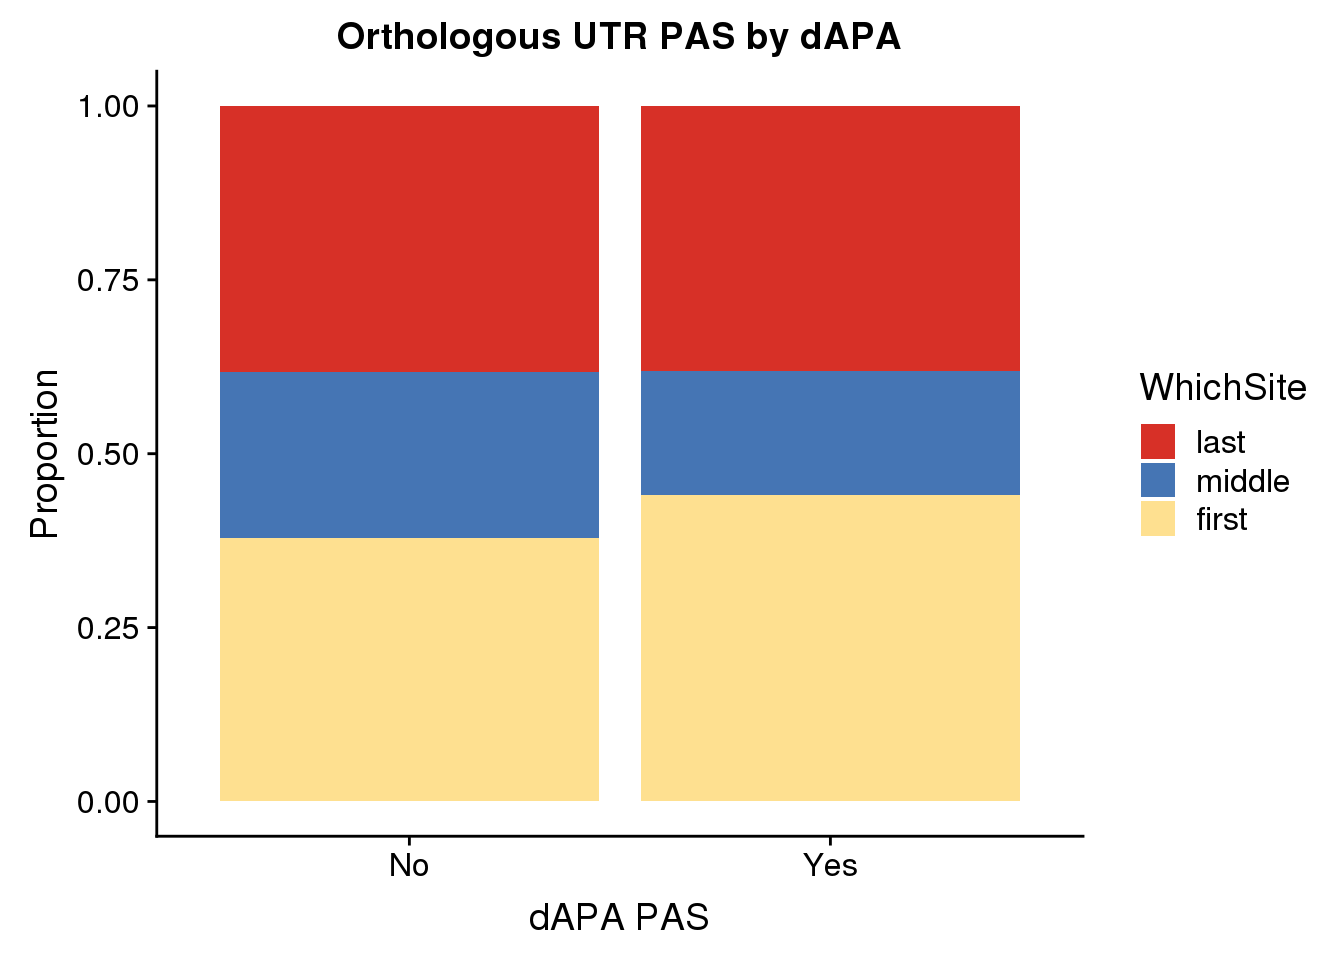 Orthologous UTR PAS by dAPA
1.00
0.75
0.50
0.25
0.00
Proportion
No
Yes
dAPA PAS
WhichSite
last
middle
first